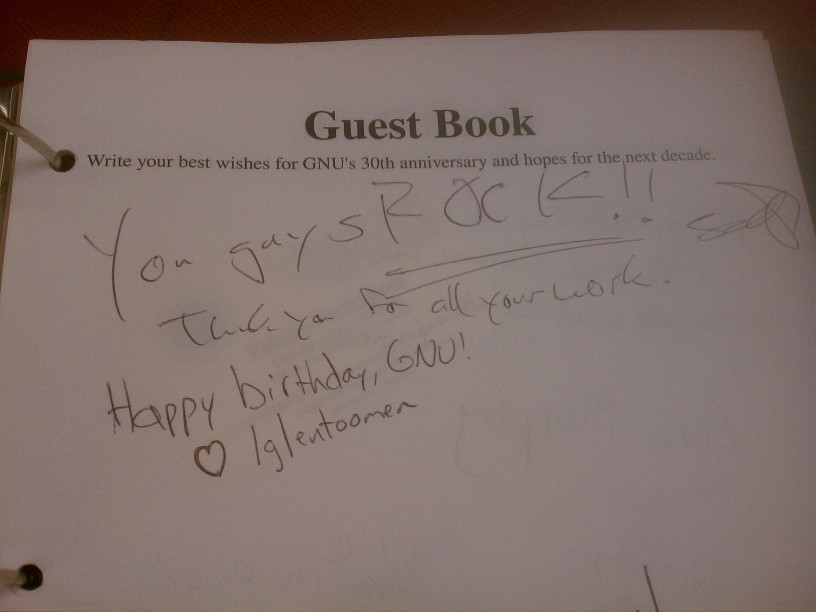 Guest Book
Write your best wishes for GNU's 30th anniversary and hopes for the next decade.
You guys ROCK!!
Thank you for all your work.
Happy birthday, GNU!
♡ lglentoomen